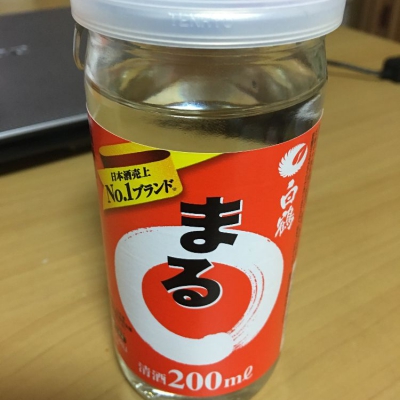 日本酒売上
No.1ブランド
まる
白鶴
清酒200ml